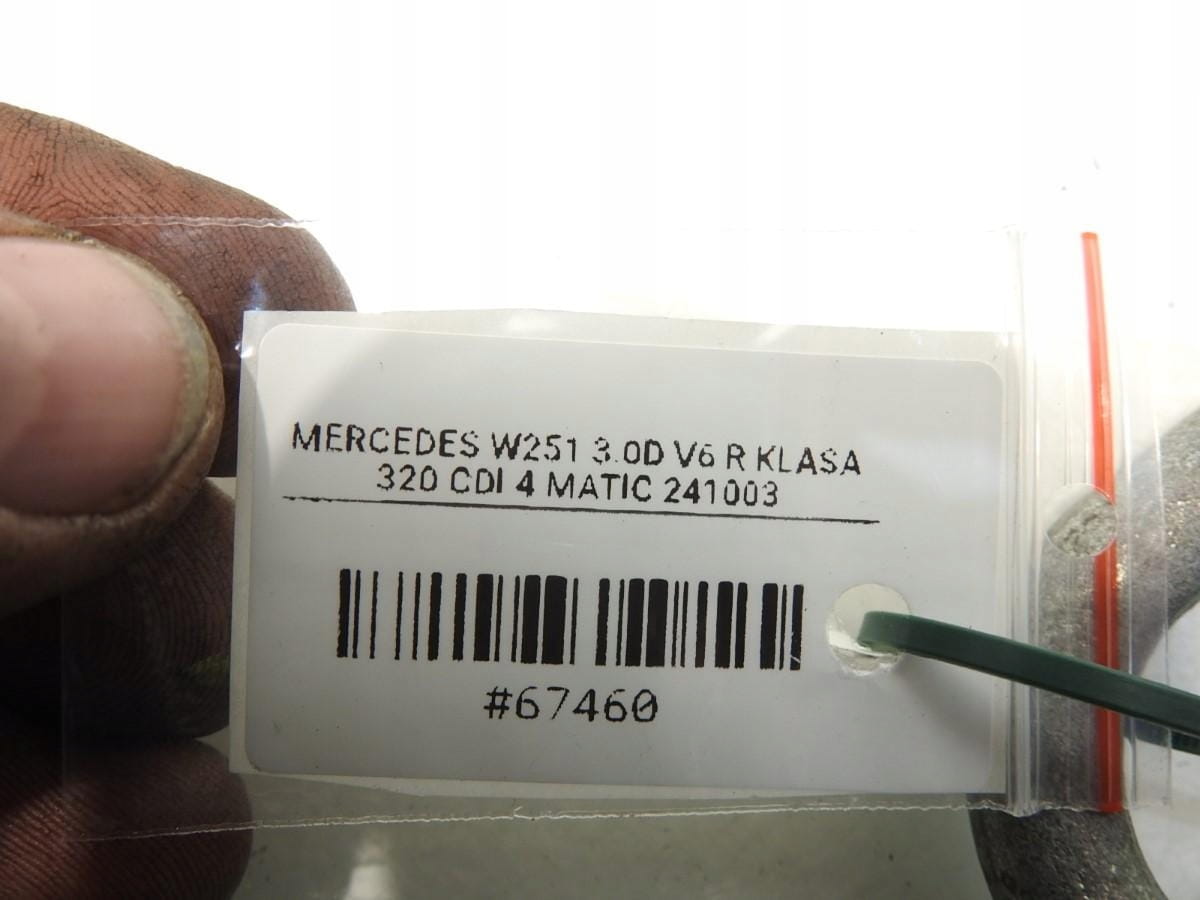 MERCEDES W251 3.0D V6 R KLASA
320 CDI 4 MATIC 241003
#67460